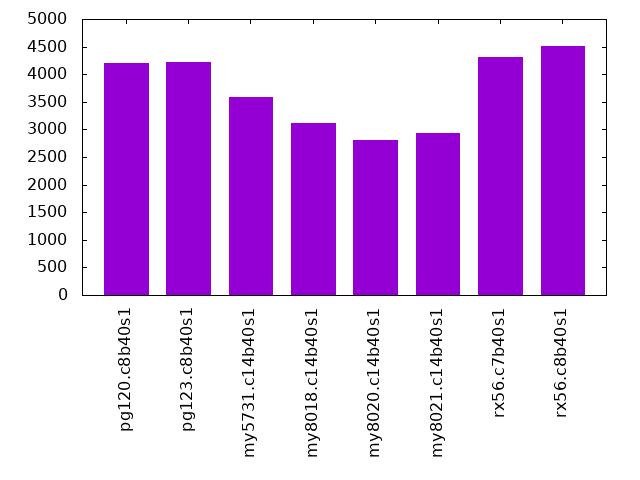 5000
4500
4000
3500
3000
2500
2000
1500
1000
500
0
pg120.c8b40s1
pg123.c8b40s1
my5731.c14b40s1
my8018.c14b40s1
my8020.c14b40s1
my8021.c14b40s1
rx56.c7b40s1
rx56.c8b40s1